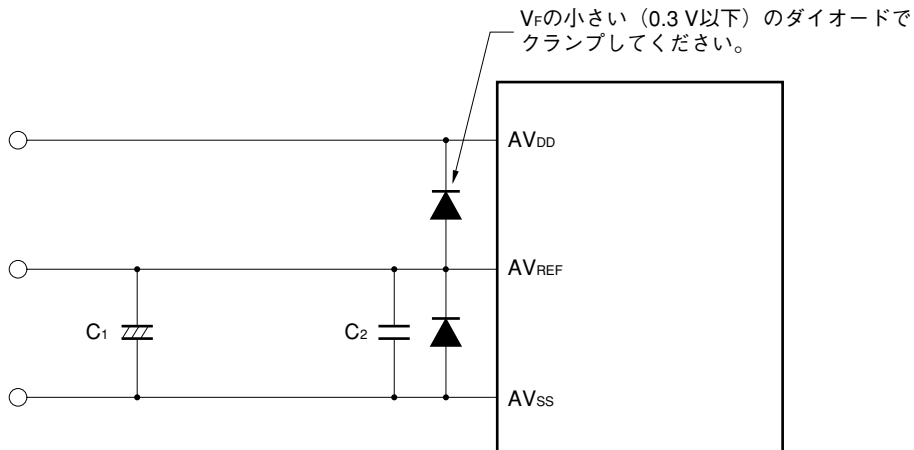 VFの小さい（0.3 V以下）のダイオードで
クランプしてください。
AVDD
AVREF
C1
C2
AVSS